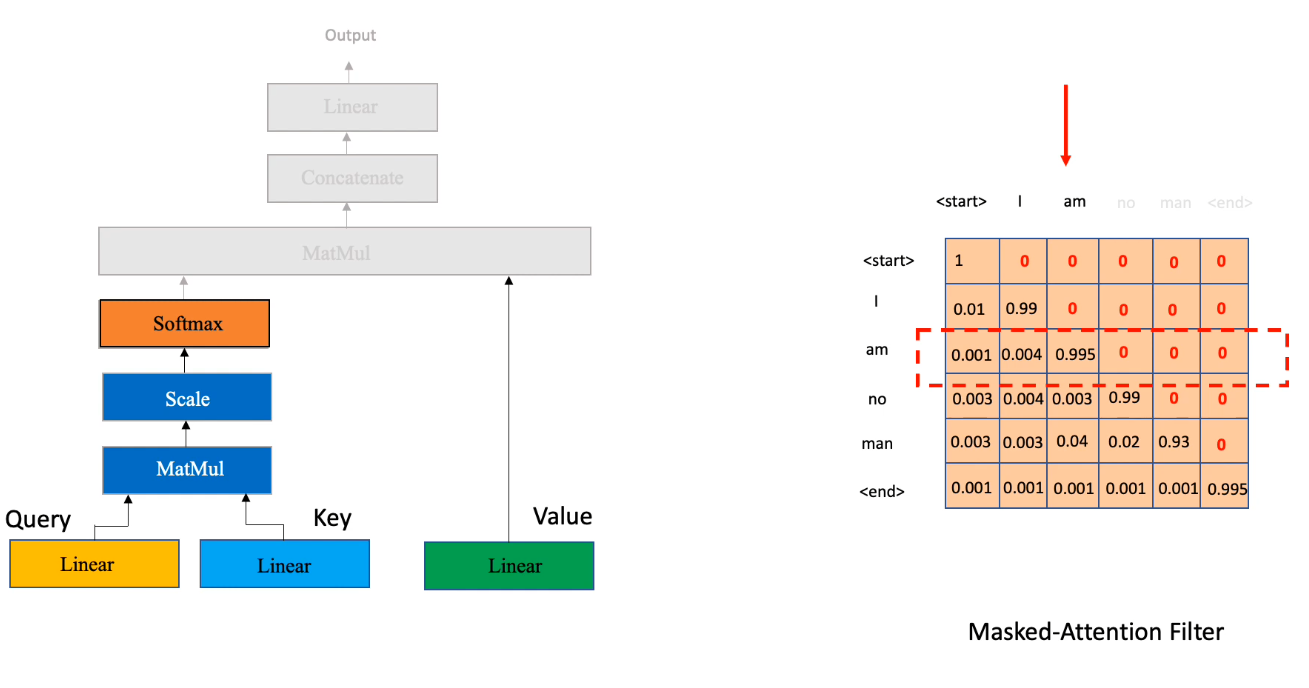 Output
Linear
Concatenate
MatMul
Softmax
Scale
MatMul
Query
Key
Value
Linear
Linear
Linear
<start> I am no man <end>
<start> 1 0 0 0 0 0
I 0.01 0.99 0 0 0 0
am 0.001 0.004 0.995 0 0 0
no 0.003 0.004 0.003 0.99 0 0
man 0.003 0.003 0.04 0.02 0.93 0
<end> 0.001 0.001 0.001 0.001 0.001 0.995
Masked-Attention Filter